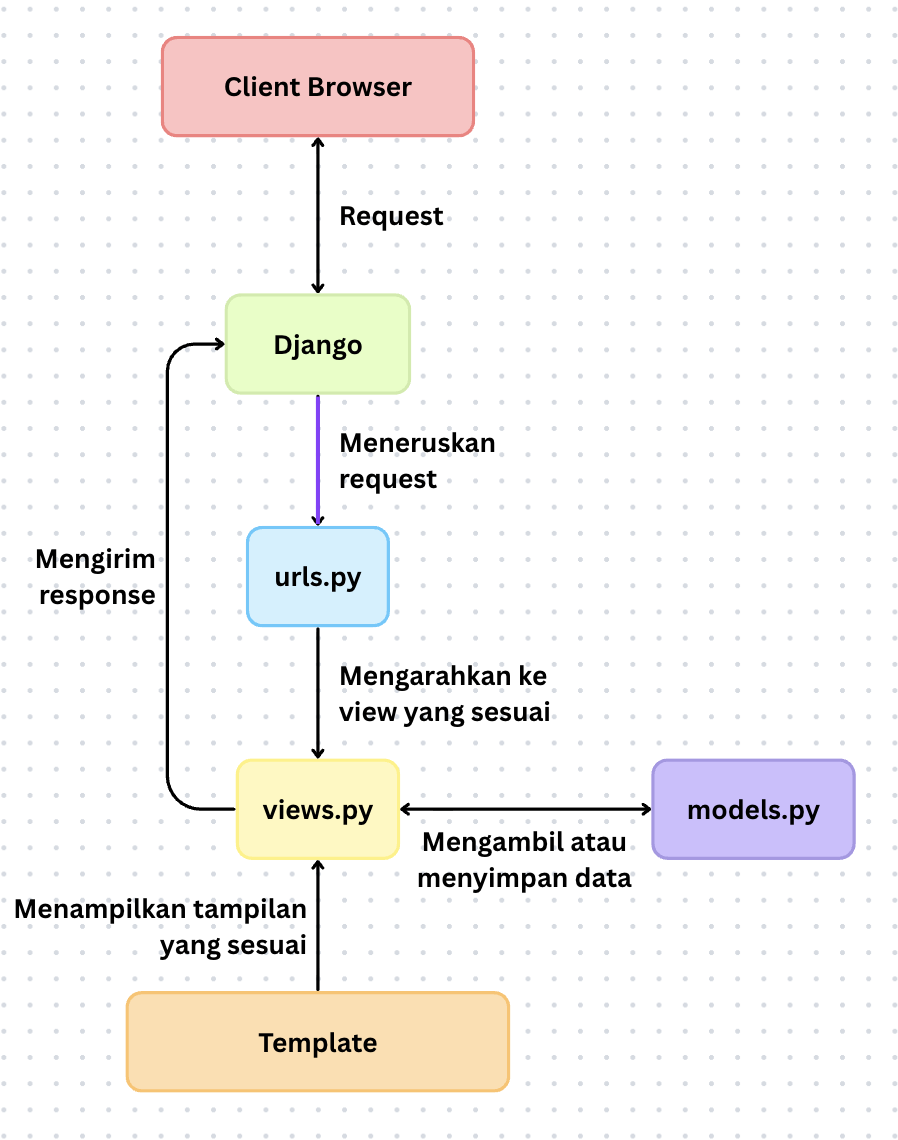 Client Browser
Request
Django
Meneruskan
request
Mengirim
response
urls.py
Mengarahkan ke
view yang sesuai
views.py
models.py
Mengambil atau
menyimpan data
Menampilkan tampilan
yang sesuai
Template